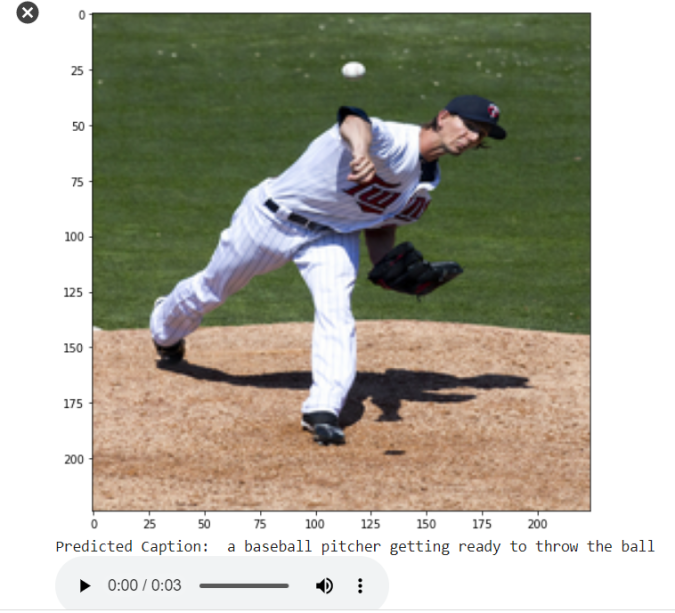 0
25
50
75
100
125
150
175
200
T
Twins
0 25 50 75 100 125 150 175 200
Predicted Caption: a baseball pitcher getting ready to throw the ball
0:00 / 0:03